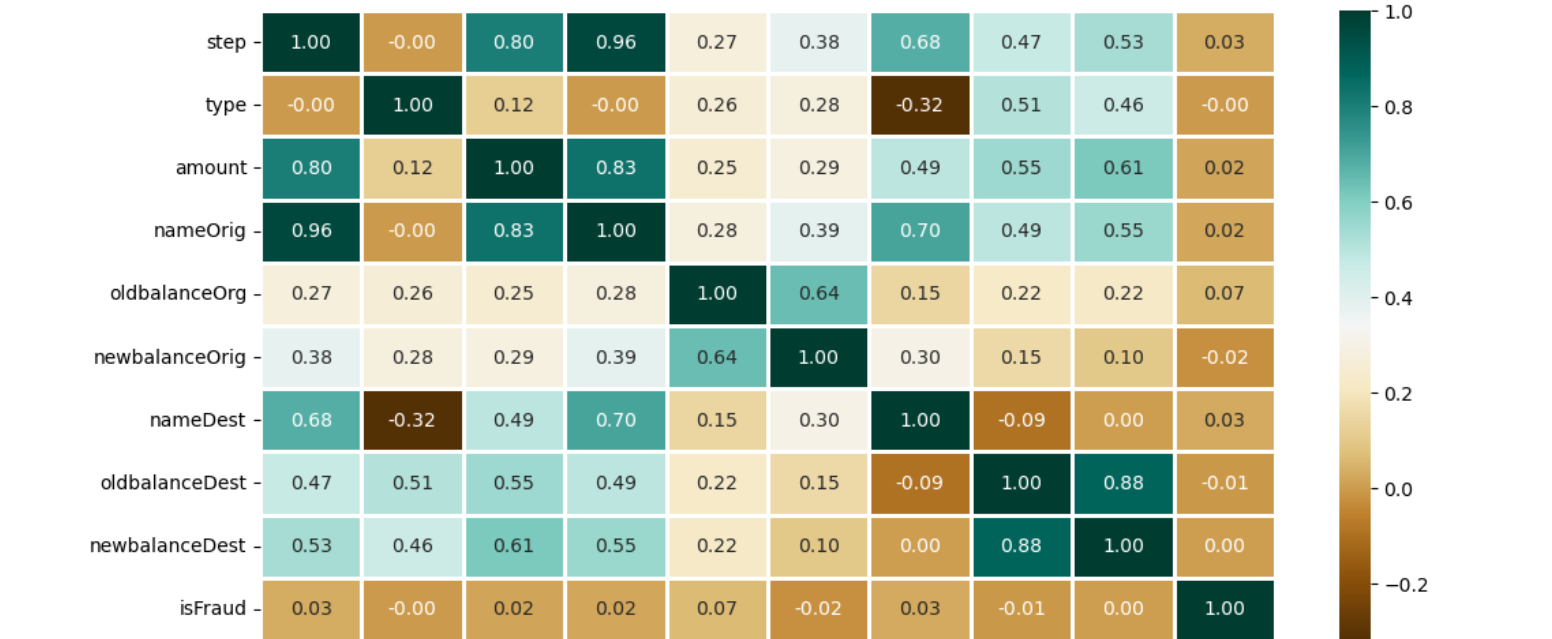 step 1.00 -0.00 0.80 0.96 0.27 0.38 0.68 0.47 0.53 0.03
type -0.00 1.00 0.12 -0.00 0.26 0.28 -0.32 0.51 0.46 -0.00
amount 0.80 0.12 1.00 0.83 0.25 0.29 0.49 0.55 0.61 0.02
nameOrig 0.96 -0.00 0.83 1.00 0.28 0.39 0.70 0.49 0.55 0.02
oldbalanceOrg 0.27 0.26 0.25 0.28 1.00 0.64 0.15 0.22 0.22 0.07
newbalanceOrig 0.38 0.28 0.29 0.39 0.64 1.00 0.30 0.15 0.10 -0.02
nameDest 0.68 -0.32 0.49 0.70 0.15 0.30 1.00 -0.09 0.00 0.03
oldbalanceDest 0.47 0.51 0.55 0.49 0.22 0.15 -0.09 1.00 0.88 -0.01
newbalanceDest 0.53 0.46 0.61 0.55 0.22 0.10 0.00 0.88 1.00 0.00
isFraud 0.03 -0.00 0.02 0.02 0.07 -0.02 0.03 -0.01 0.00 1.00
1.0
0.8
0.6
0.4
0.2
0.0
−0.2